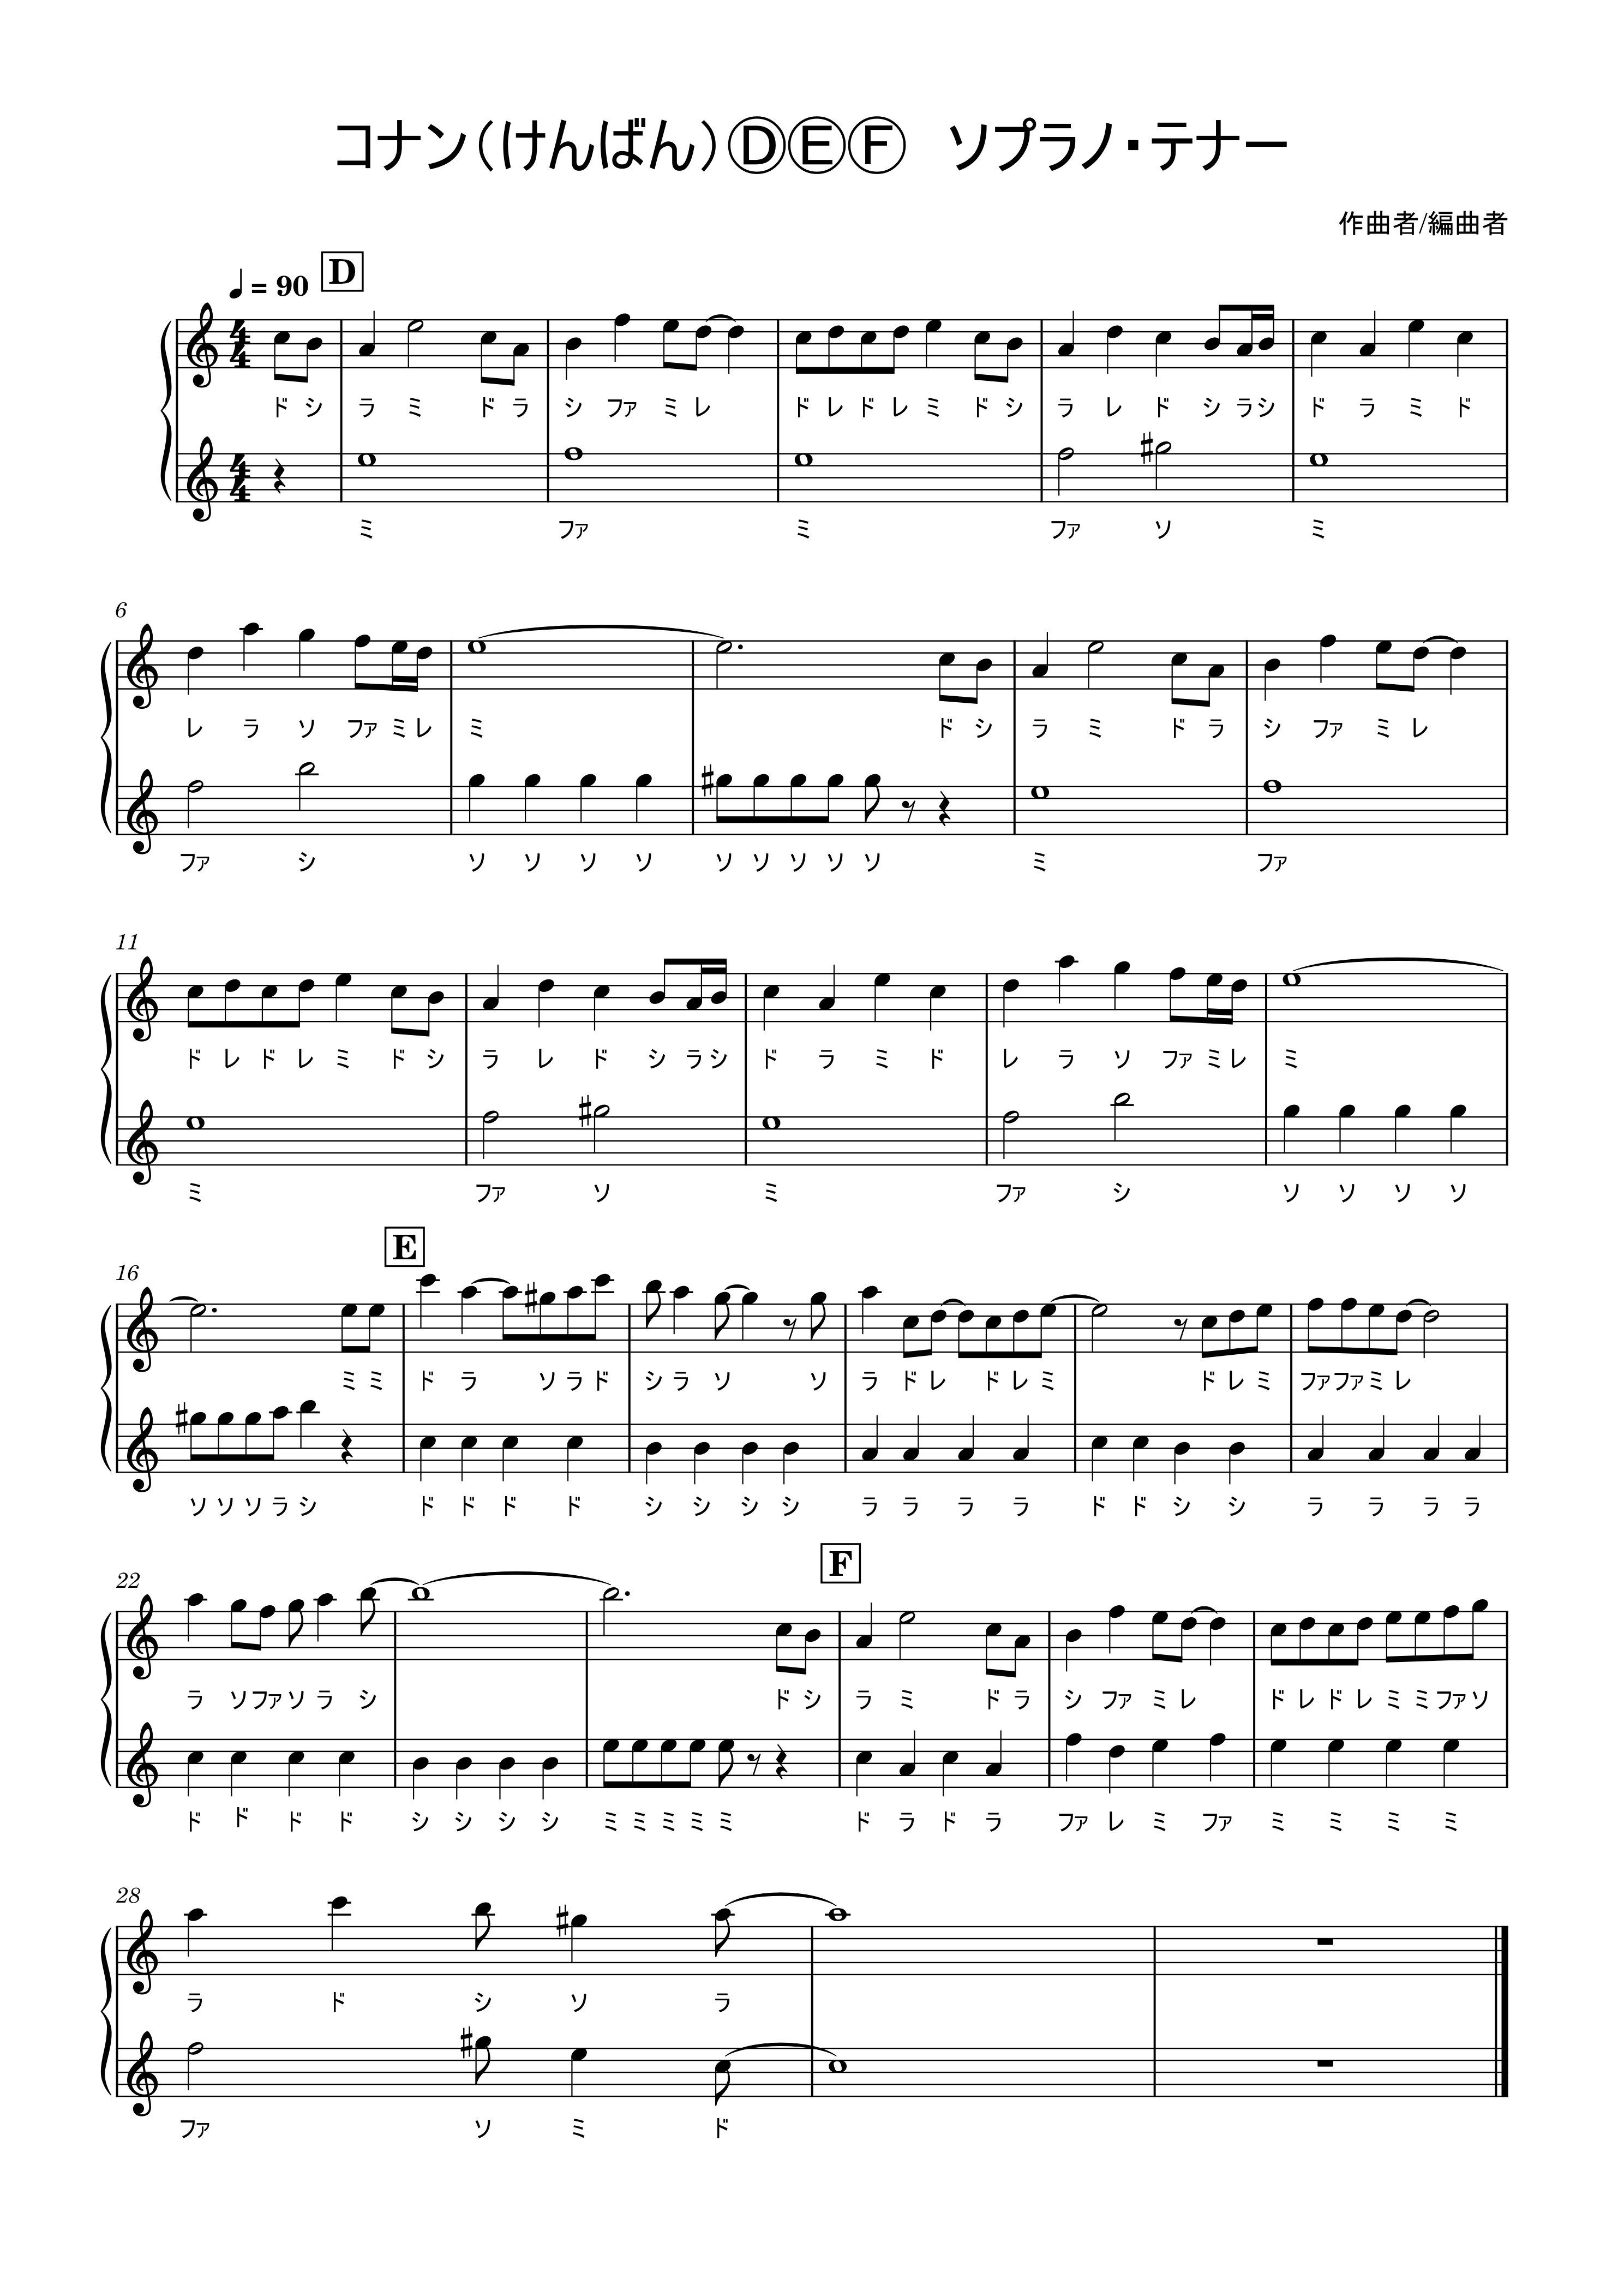 コナン(けんばん)ⒹⒺⒻ ソプラノ・テナー
作曲者/編曲者
= 90 D
ド シ ラ ミ ド ラ シ ファ ミ レ ド レ ド レ ミ ド シ ラ レ ド シ ラ シ ド ラ ミ ド
ミ ファ ミ ファ ソ ミ
6
レ ラ ソ ファ ミ レ ミ ド シ ラ ミ ド ラ シ ファ ミ レ
ファ シ ソ ソ ソ ソ ソ ソ ソ ソ ソ ミ ファ
11
ド レ ド レ ミ ド シ ラ レ ド シ ラ シ ド ラ ミ ド レ ラ ソ ファ ミ レ ミ
ミ ファ ソ ミ ファ シ ソ ソ ソ ソ
16 E
ミ ミ ド ラ ソ ラ ド シ ラ ソ ソ ラ ド レ ド レ ミ ド レ ミ ファ ファ ミ レ
ソ ソ ソ ラ シ ド ド ド ド シ シ シ シ ラ ラ ラ ラ ド ド シ シ ラ ラ ラ ラ
22 F
ラ ソ ファ ソ ラ シ ド シ ラ ミ ド ラ シ ファ ミ レ ド レ ド レ ミ ミ ファ ソ
ド ド ド ド シ シ シ シ ミ ミ ミ ミ ミ ド ラ ド ラ ファ レ ミ ファ ミ ミ ミ ミ
28
ラ ド シ ソ ラ
ファ ソ ミ ド